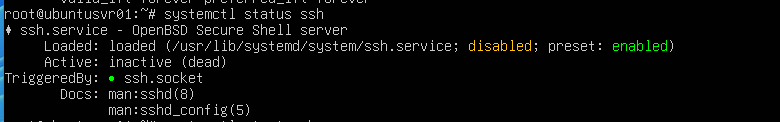 root@ubuntusvr01:~# systemctl status ssh
♦ ssh.service - OpenBSD Secure Shell server
Loaded: loaded (/usr/lib/systemd/system/ssh.service; disabled; preset: enabled)
Active: inactive (dead)
TriggeredBy: ● ssh.socket
Docs: man:sshd(8)
man:sshd_config(5)